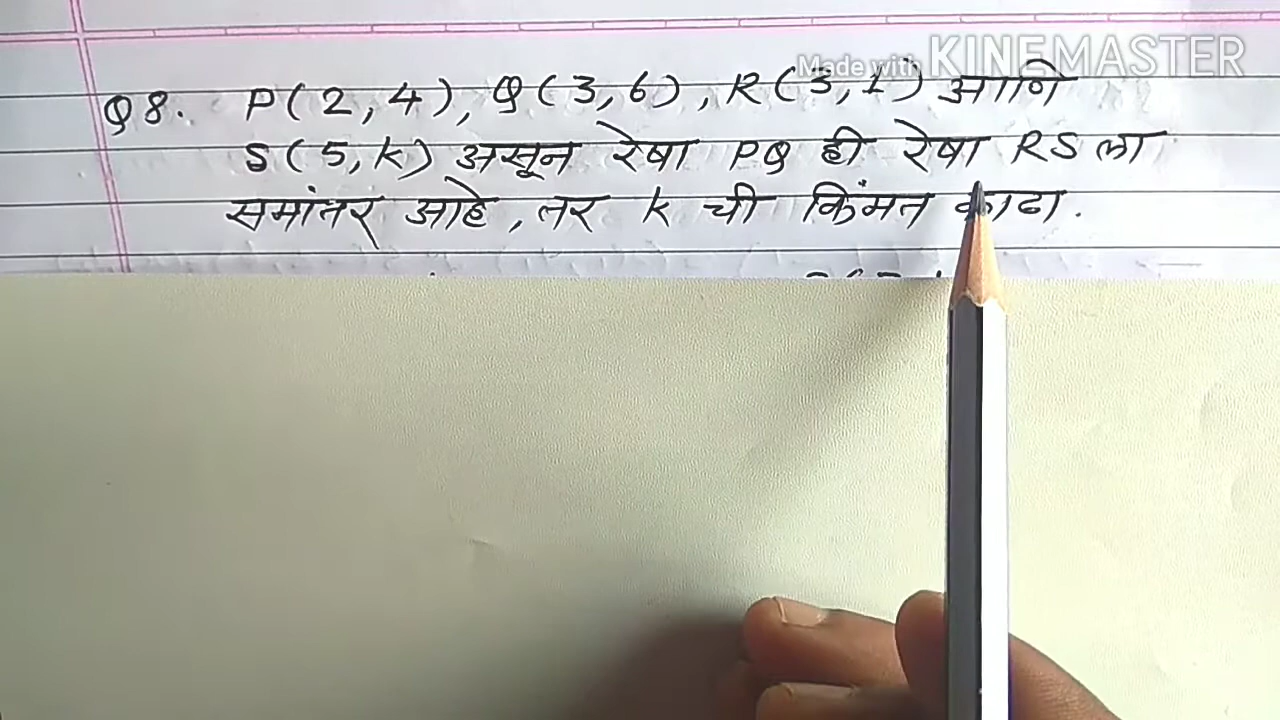 Made with KINEMASTER
Q 8. P(2,4), Q(3,6), R(3,1) आणि
S(5,k) असून रेषा PQ ही रेषा RS ला
समांतर आहे, तर k ची किंमत काढा.